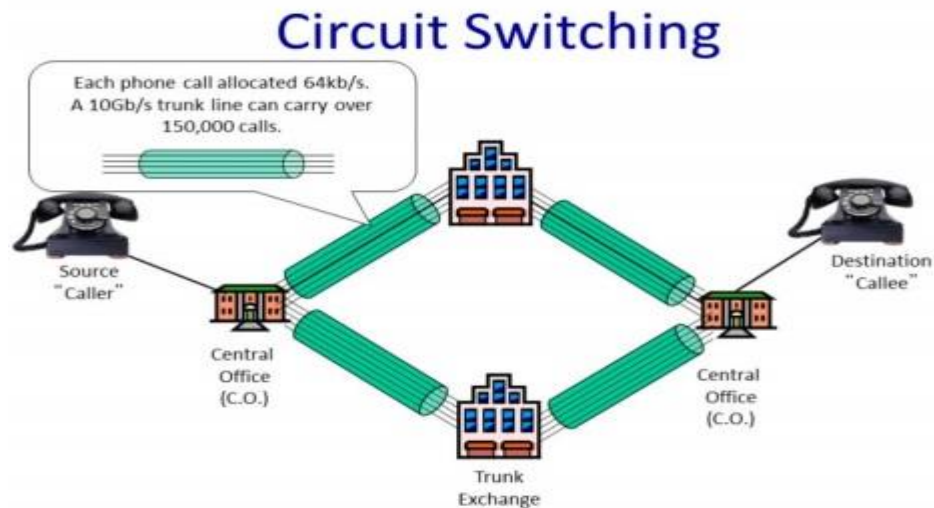 Circuit Switching
Each phone call allocated 64kb/s.
A 10Gb/s trunk line can carry over
150,000 calls.
Source
“Caller”
Destination
“Callee”
Central
Office
(C.O.)
Central
Office
(C.O.)
Trunk
Exchange